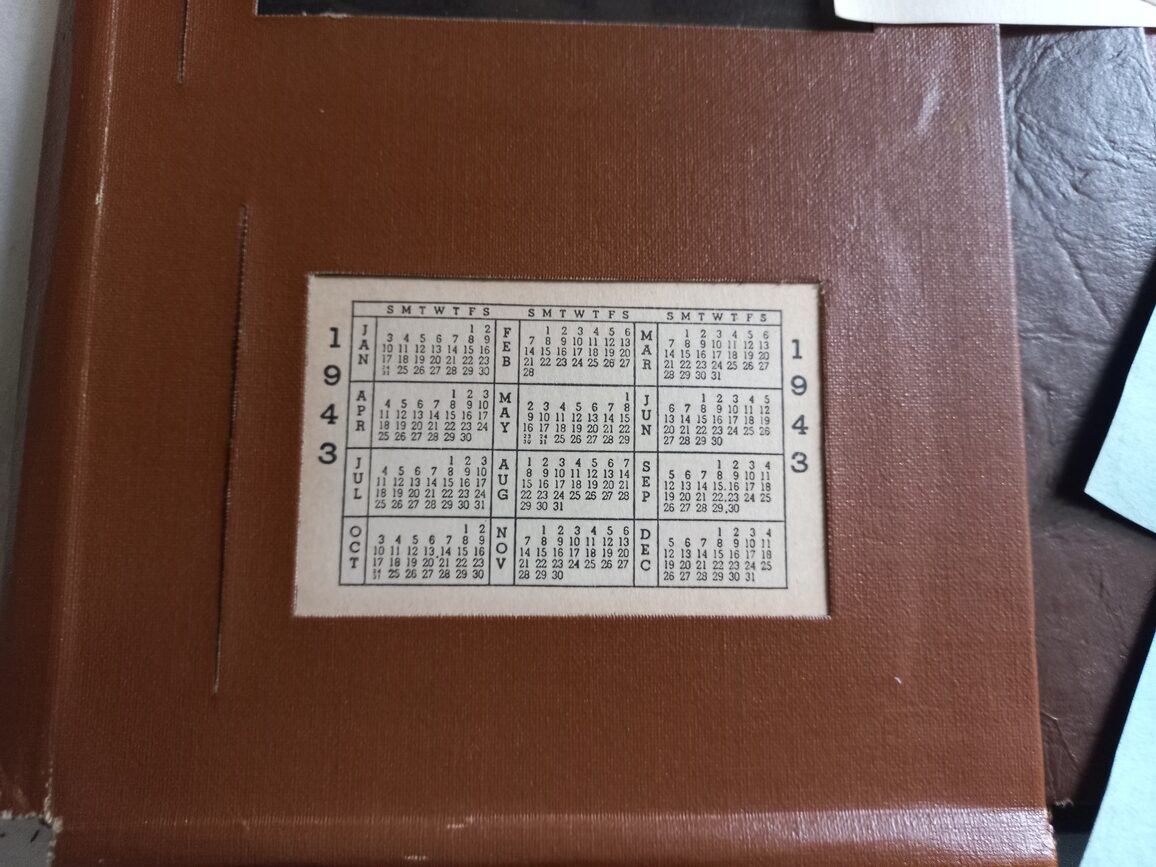 1943
S M T W T F S
JAN
1 2
3 4 5 6 7 8 9
10 11 12 13 14 15 16
17 18 19 20 21 22 23
24/31 25 26 27 28 29 30
S M T W T F S
FEB
1 2 3 4 5 6
7 8 9 10 11 12 13
14 15 16 17 18 19 20
21 22 23 24 25 26 27
28
S M T W T F S
MAR
1 2 3 4 5 6
7 8 9 10 11 12 13
14 15 16 17 18 19 20
21 22 23 24 25 26 27
28 29 30 31
APR
1 2 3
4 5 6 7 8 9 10
11 12 13 14 15 16 17
18 19 20 21 22 23 24
25 26 27 28 29 30
MAY
1
2 3 4 5 6 7 8
9 10 11 12 13 14 15
16 17 18 19 20 21 22
23/30 24/31 25 26 27 28 29
JUN
1 2 3 4 5
6 7 8 9 10 11 12
13 14 15 16 17 18 19
20 21 22 23 24 25 26
27 28 29 30
JUL
1 2 3
4 5 6 7 8 9 10
11 12 13 14 15 16 17
18 19 20 21 22 23 24
25 26 27 28 29 30 31
AUG
1 2 3 4 5 6 7
8 9 10 11 12 13 14
15 16 17 18 19 20 21
22 23 24 25 26 27 28
29 30 31
SEP
1 2 3 4
5 6 7 8 9 10 11
12 13 14 15 16 17 18
19 20 21 22 23 24 25
26 27 28 29 30
OCT
1 2
3 4 5 6 7 8 9
10 11 12 13 14 15 16
17 18 19 20 21 22 23
24/31 25 26 27 28 29 30
NOV
1 2 3 4 5 6
7 8 9 10 11 12 13
14 15 16 17 18 19 20
21 22 23 24 25 26 27
28 29 30
DEC
1 2 3 4
5 6 7 8 9 10 11
12 13 14 15 16 17 18
19 20 21 22 23 24 25
26 27 28 29 30 31
1943